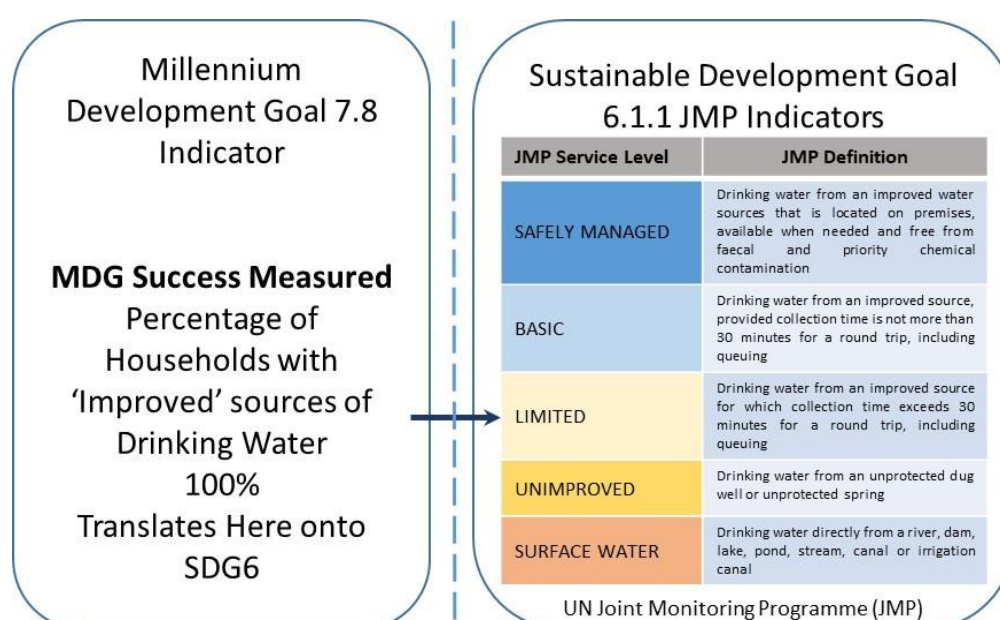 Millennium
Development Goal 7.8
Indicator
MDG Success Measured
Percentage of
Households with
‘Improved’ sources of
Drinking Water
100%
Translates Here onto
SDG6
Sustainable Development Goal
6.1.1 JMP Indicators
JMP Service Level
JMP Definition
SAFELY MANAGED
Drinking water from an improved water
sources that is located on premises,
available when needed and free from
faecal and priority chemical
contamination
BASIC
Drinking water from an improved source,
provided collection time is not more than
30 minutes for a round trip, including
queuing
LIMITED
Drinking water from an improved source
for which collection time exceeds 30
minutes for a round trip, including
queuing
UNIMPROVED
Drinking water from an unprotected dug
well or unprotected spring
SURFACE WATER
Drinking water directly from a river, dam,
lake, pond, stream, canal or irrigation
canal
UN Joint Monitoring Programme (JMP)